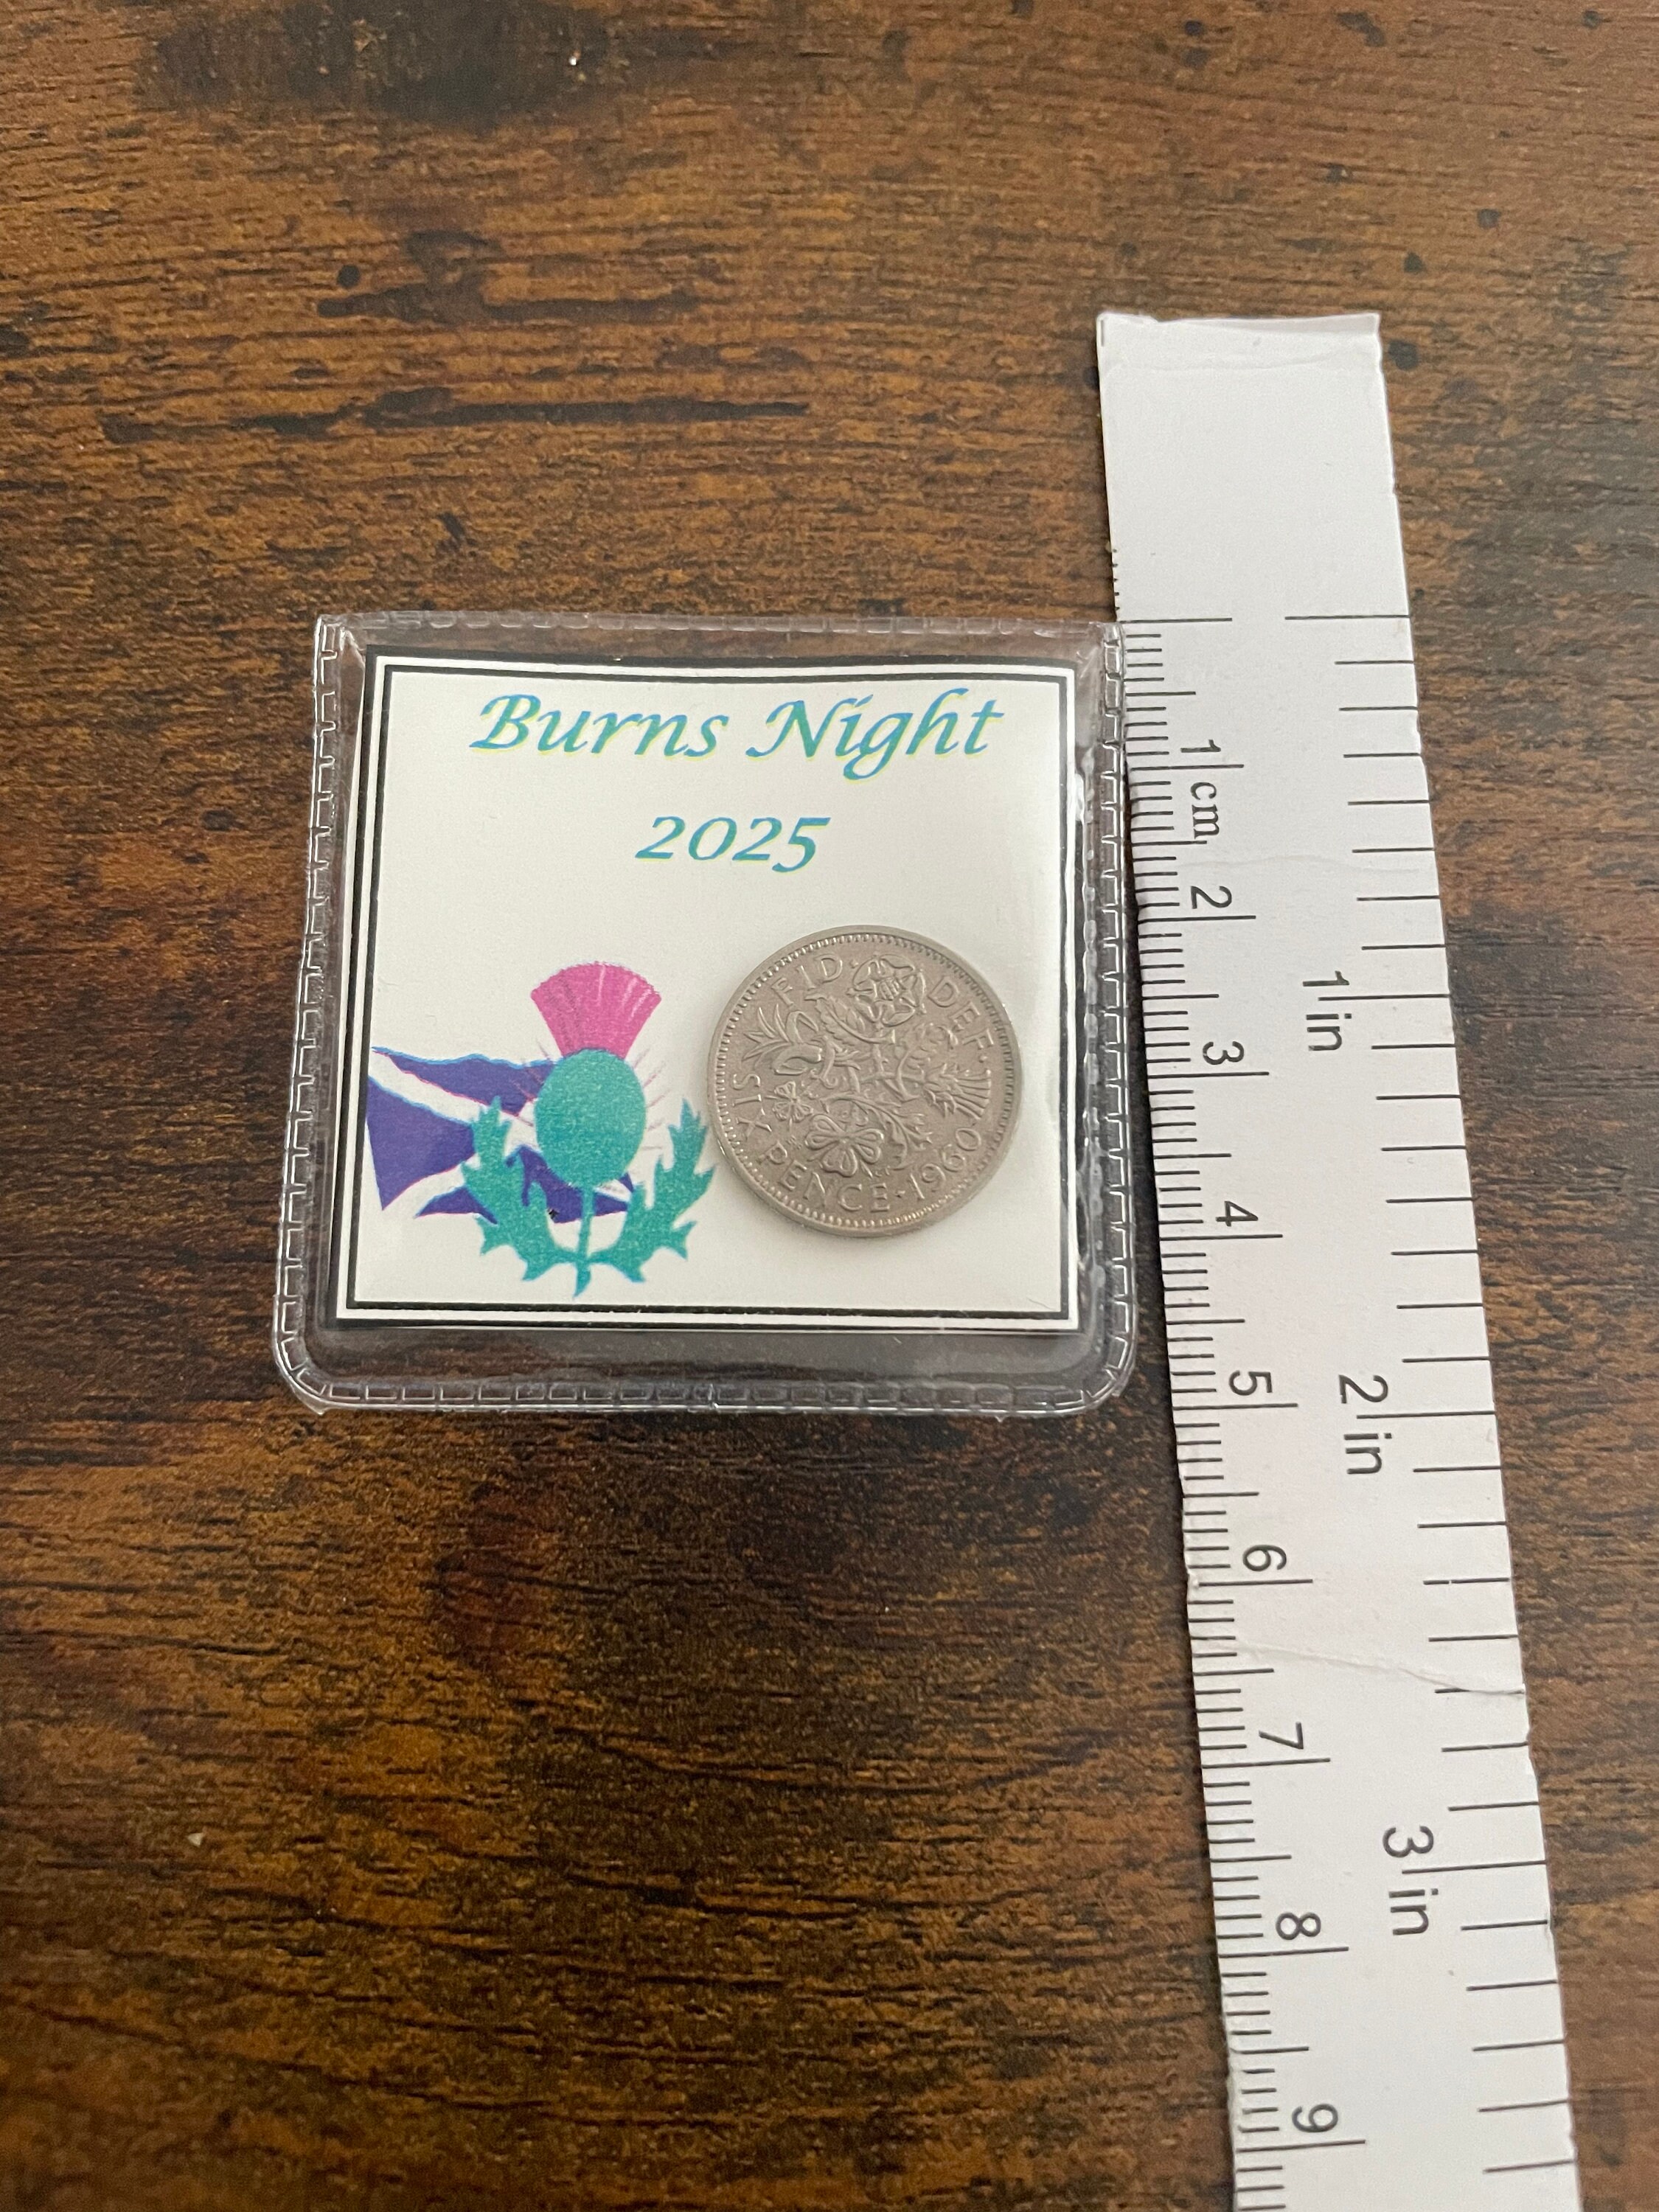 Burns Night
2025
FID · DEF ·
SIX
PENCE · 1960 ·
1 cm
2
3
4
5
6
7
8
9
1 in
2 in
3 in